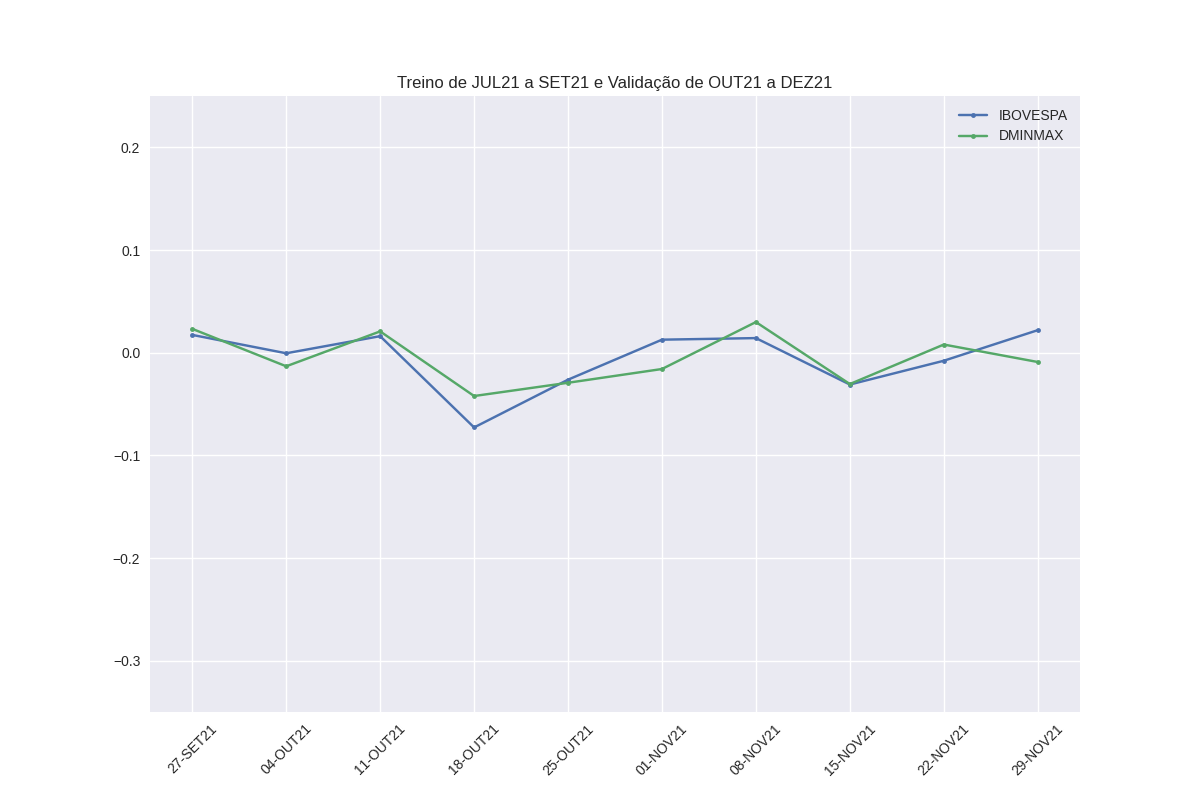 Treino de JUL21 a SET21 e Validação de OUT21 a DEZ21
IBOVESPA
DMINMAX
0.2
0.1
0.0
−0.1
−0.2
−0.3
27-SET21
04-OUT21
11-OUT21
18-OUT21
25-OUT21
01-NOV21
08-NOV21
15-NOV21
22-NOV21
29-NOV21